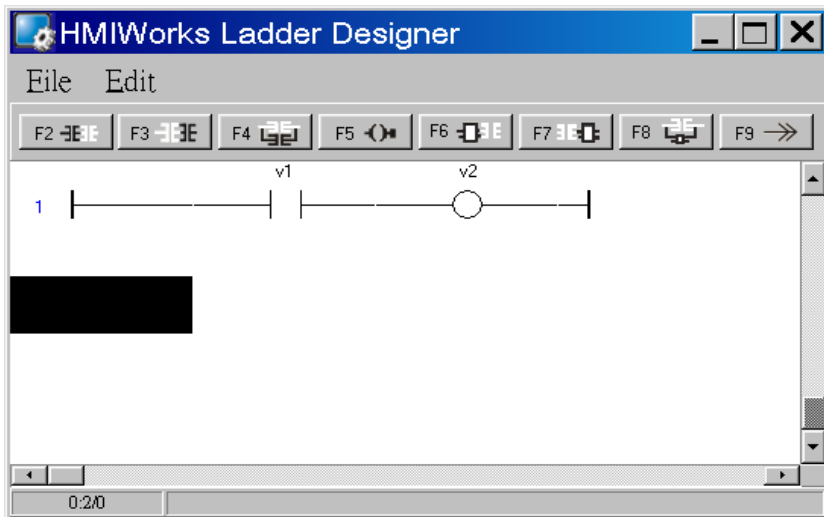 HMIWorks Ladder Designer
File Edit
F2 F3 F4 F5 F6 F7 F8 F9
v1 v2
1
0:2/0